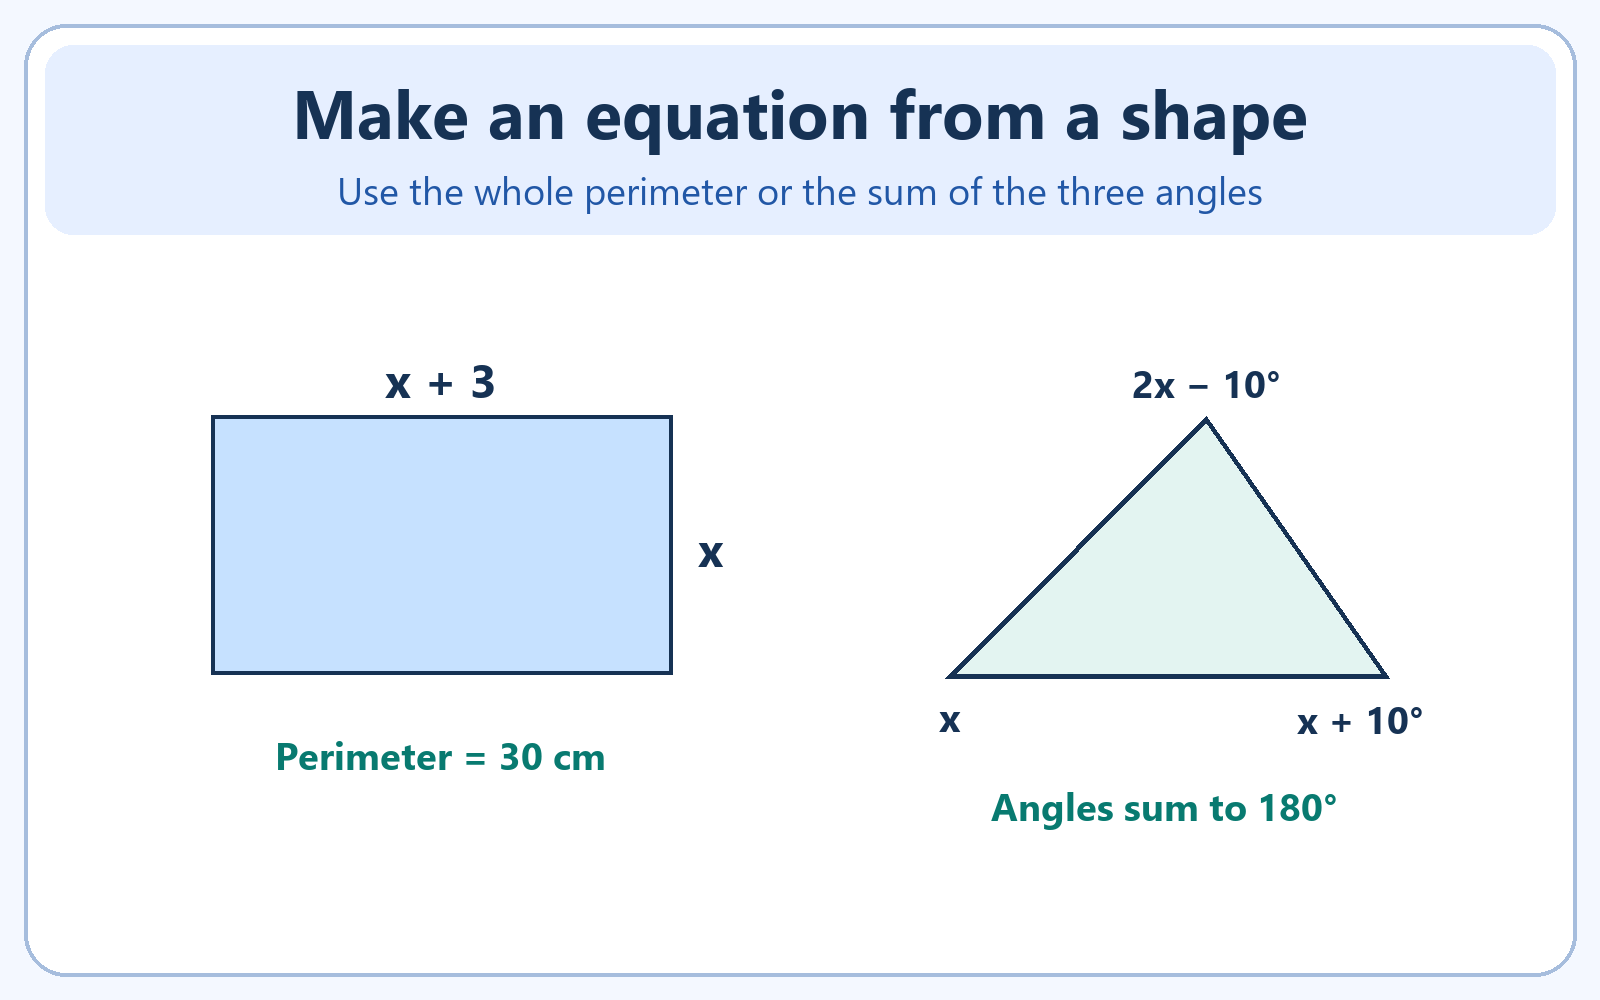 Make an equation from a shape
Use the whole perimeter or the sum of the three angles
x + 3
x
Perimeter = 30 cm
2x − 10°
x
x + 10°
Angles sum to 180°